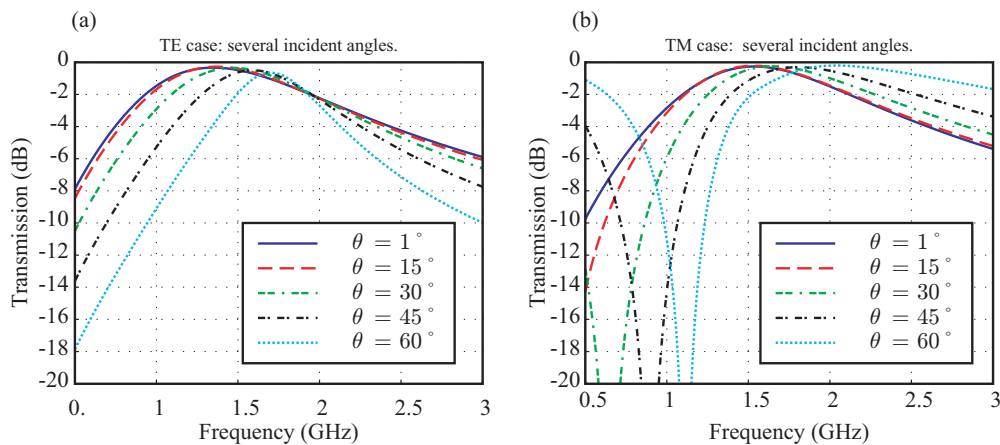 (a)
TE case: several incident angles.
Transmission (dB)
0
-2
-4
-6
-8
-10
-12
-14
-16
-18
-20
0.
1
1.5
2
2.5
3
Frequency (GHz)
θ = 1°
θ = 15°
θ = 30°
θ = 45°
θ = 60°
(b)
TM case: several incident angles.
Transmission (dB)
0
-2
-4
-6
-8
-10
-12
-14
-16
-18
-20
0.5
1
1.5
2
2.5
3
Frequency (GHz)
θ = 1°
θ = 15°
θ = 30°
θ = 45°
θ = 60°